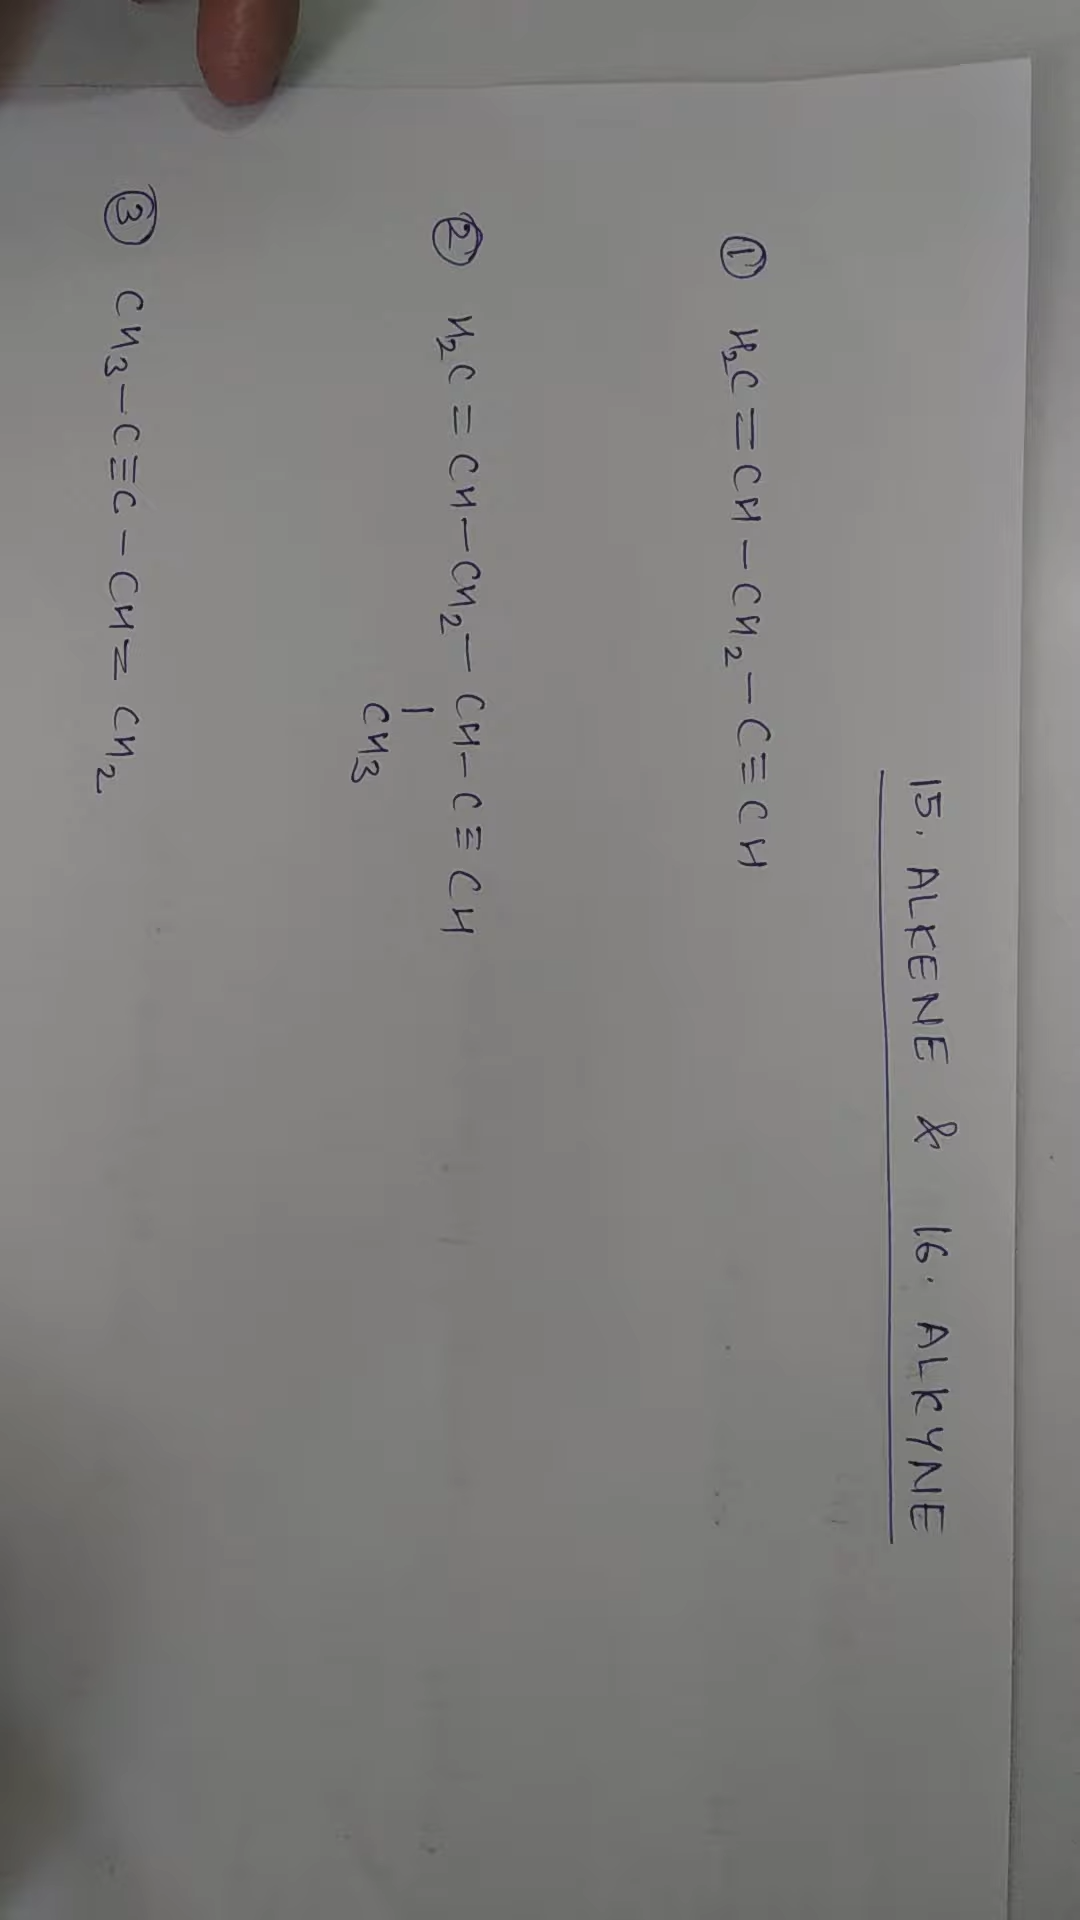 15. ALKENE & 16. ALKYNE
① H₂C=CH-CH₂-C≡CH
② H₂C=CH-CH₂-CH-C≡CH
|
CH₃
③ CH₃-C≡C-CH=CH₂